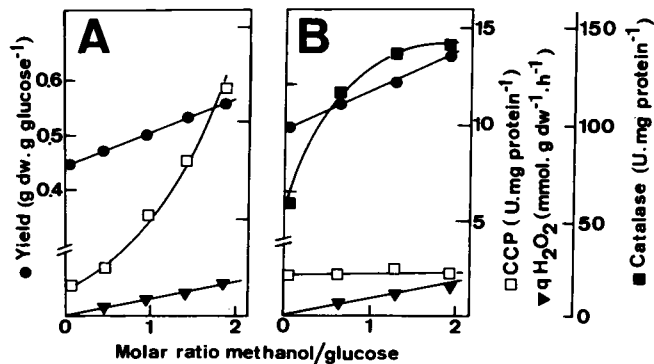 A
B
● Yield (g dw. g glucose⁻¹)
0.6
0.5
0.4
0
1
2
0
1
2
Molar ratio methanol/glucose
15
10
5
□ CCP (U.mg protein⁻¹)
▼ q H₂O₂ (mmol. g dw⁻¹.h⁻¹)
150
100
50
0
■ Catalase (U.mg protein⁻¹)